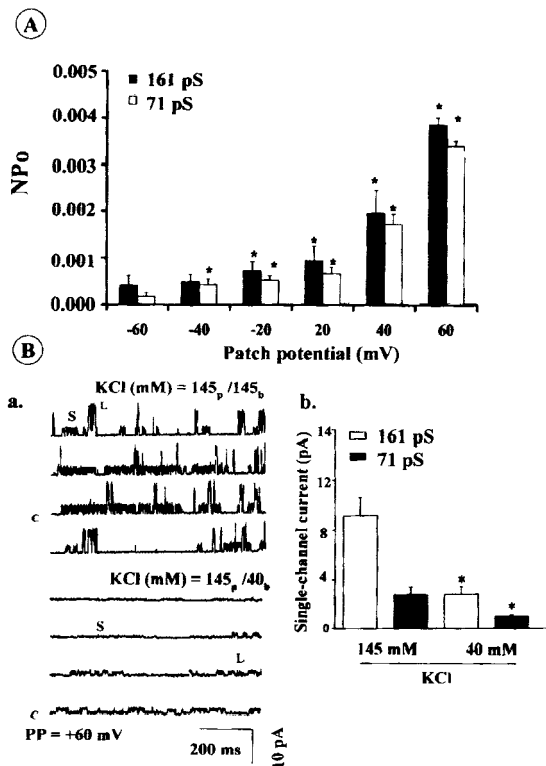 A
0.005
0.004
0.003
0.002
0.001
0.000
161 pS
71 pS
NPo
* * * * * * * * *
-60 -40 -20 20 40 60
Patch potential (mV)
B
a.
KCl (mM) = 145p /145b
S L
C
KCl (mM) = 145p /40b
S
L
C
PP = +60 mV
200 ms
10 pA
b.
161 pS
71 pS
Single-channel current (pA)
14
12
9
6
4
0
* *
145 mM 40 mM
KCl